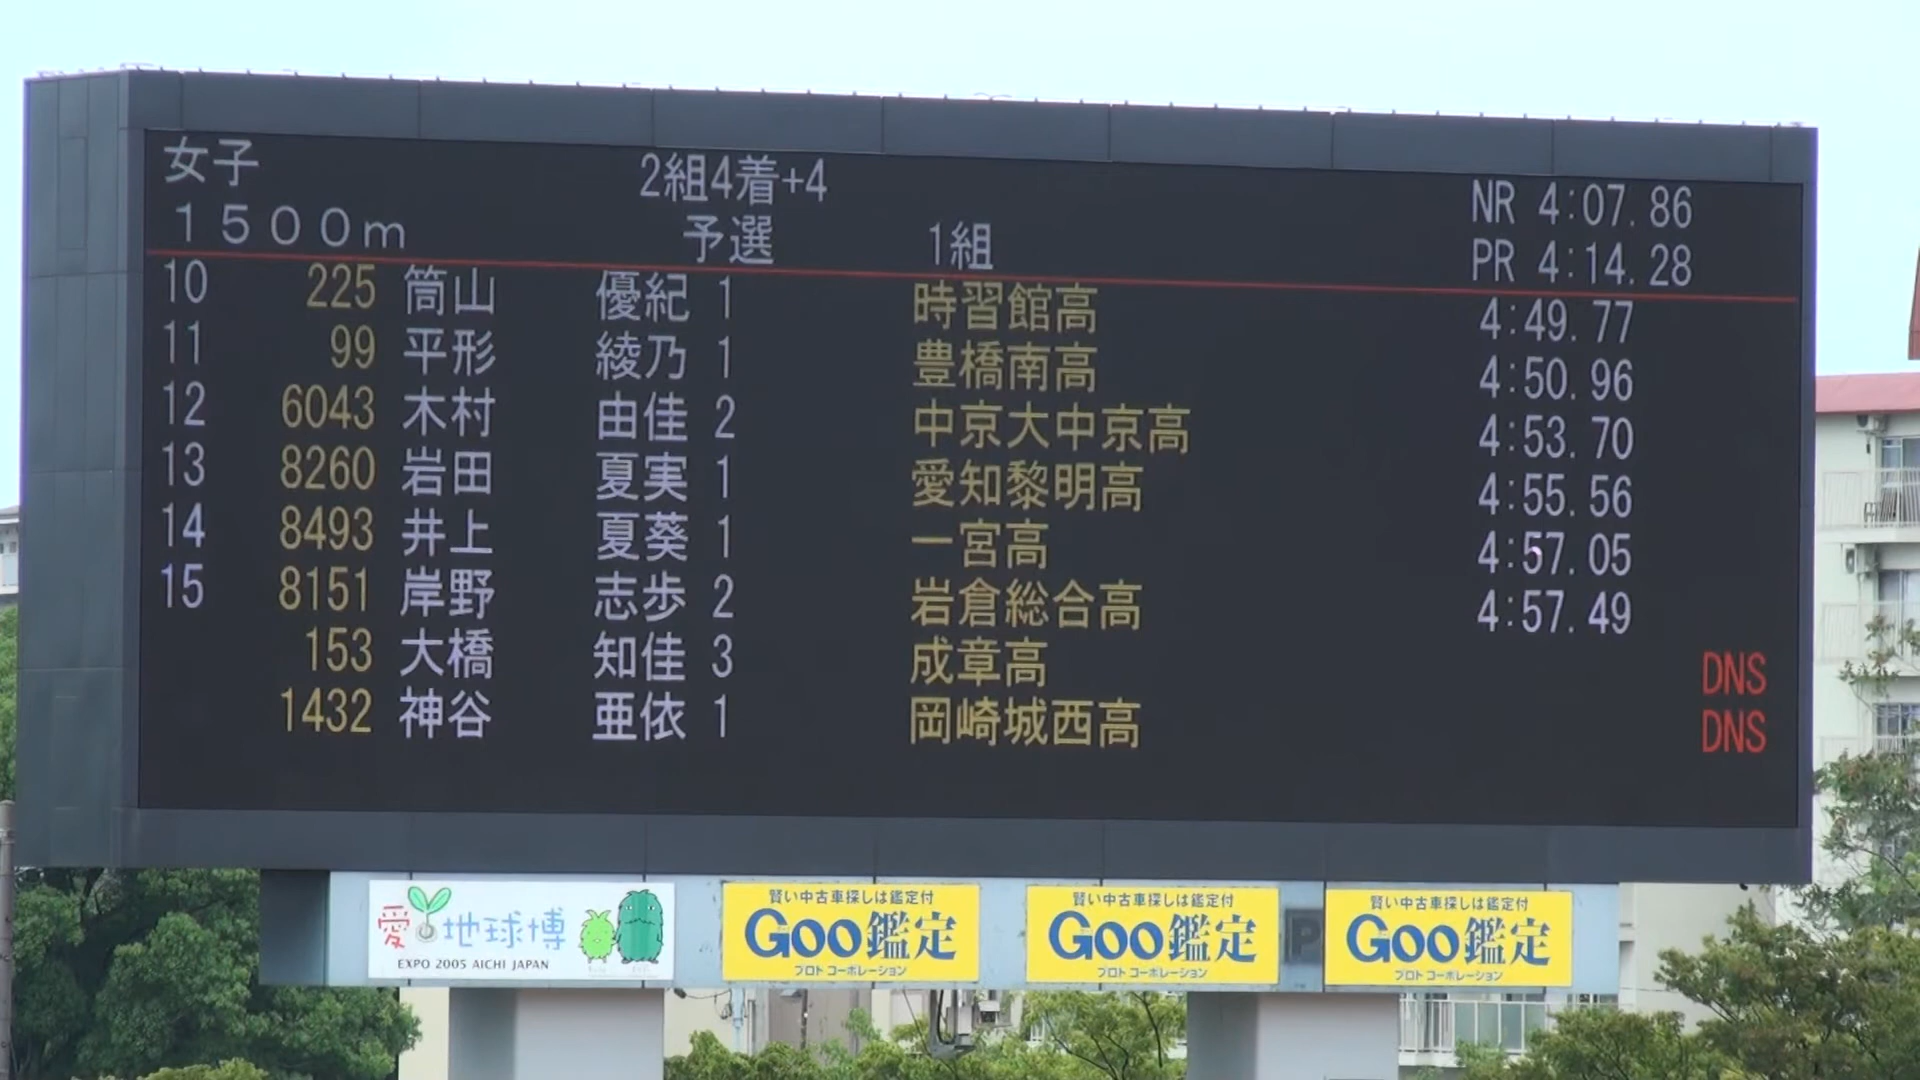 女子 2組4着+4 NR 4:07.86
1500m 予選 1組 PR 4:14.28
10 225 筒山 優紀 1 時習館高 4:49.77
11 99 平形 綾乃 1 豊橋南高 4:50.96
12 6043 木村 由佳 2 中京大中京高 4:53.70
13 8260 岩田 夏実 1 愛知黎明高 4:55.56
14 8493 井上 夏葵 1 一宮高 4:57.05
15 8151 岸野 志歩 2 岩倉総合高 4:57.49
153 大橋 知佳 3 成章高 DNS
1432 神谷 亜依 1 岡崎城西高 DNS
愛・地球博
EXPO 2005 AICHI JAPAN
賢い中古車探しは鑑定付
Goo鑑定
プロトコーポレーション
賢い中古車探しは鑑定付
Goo鑑定
プロトコーポレーション
P
賢い中古車探しは鑑定付
Goo鑑定
プロトコーポレーション